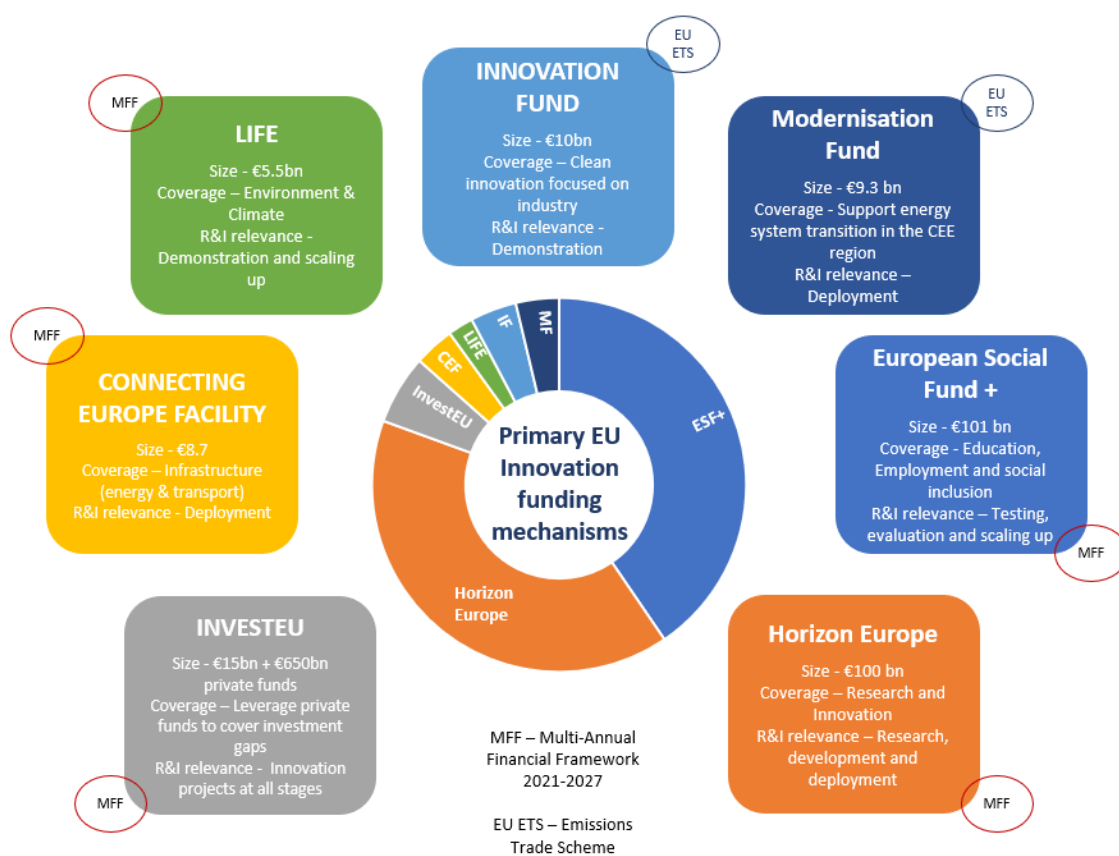 EU
ETS
INNOVATION
FUND
Size - €10bn
Coverage – Clean
innovation focused on
industry
R&I relevance -
Demonstration
MFF
LIFE
Size - €5.5bn
Coverage – Environment &
Climate
R&I relevance -
Demonstration and scaling
up
EU
ETS
Modernisation
Fund
Size - €9.3 bn
Coverage - Support energy
system transition in the CEE
region
R&I relevance –
Deployment
MFF
CONNECTING
EUROPE FACILITY
Size - €8.7
Coverage – Infrastructure
(energy & transport)
R&I relevance - Deployment
European Social
Fund +
Size - €101 bn
Coverage - Education,
Employment and social
inclusion
R&I relevance – Testing,
evaluation and scaling up
MFF
InvestEU
CEF
LIFE
IF
MF
ESF+
Horizon
Europe
Primary EU
Innovation
funding
mechanisms
INVESTEU
Size - €15bn + €650bn
private funds
Coverage – Leverage private
funds to cover investment
gaps
R&I relevance - Innovation
projects at all stages
MFF
Horizon Europe
Size - €100 bn
Coverage – Research and
Innovation
R&I relevance – Research,
development and
deployment
MFF
MFF – Multi-Annual
Financial Framework
2021-2027
EU ETS – Emissions
Trade Scheme